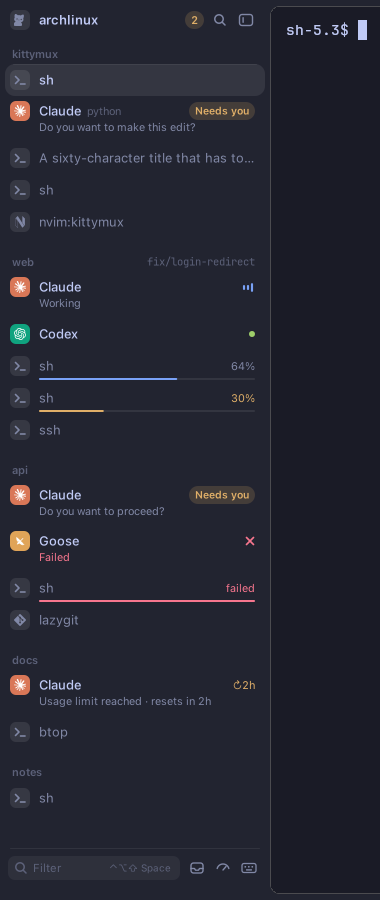 archlinux 2
sh-5.3$
kittymux
sh
Claude python Needs you
Do you want to make this edit?
A sixty-character title that has to…
sh
nvim:kittymux
web fix/login-redirect
Claude
Working
Codex
sh 64%
sh 30%
ssh
api
Claude Needs you
Do you want to proceed?
Goose
Failed
sh failed
lazygit
docs
Claude ↻2h
Usage limit reached · resets in 2h
btop
notes
sh
Filter ^⌥⇧ Space